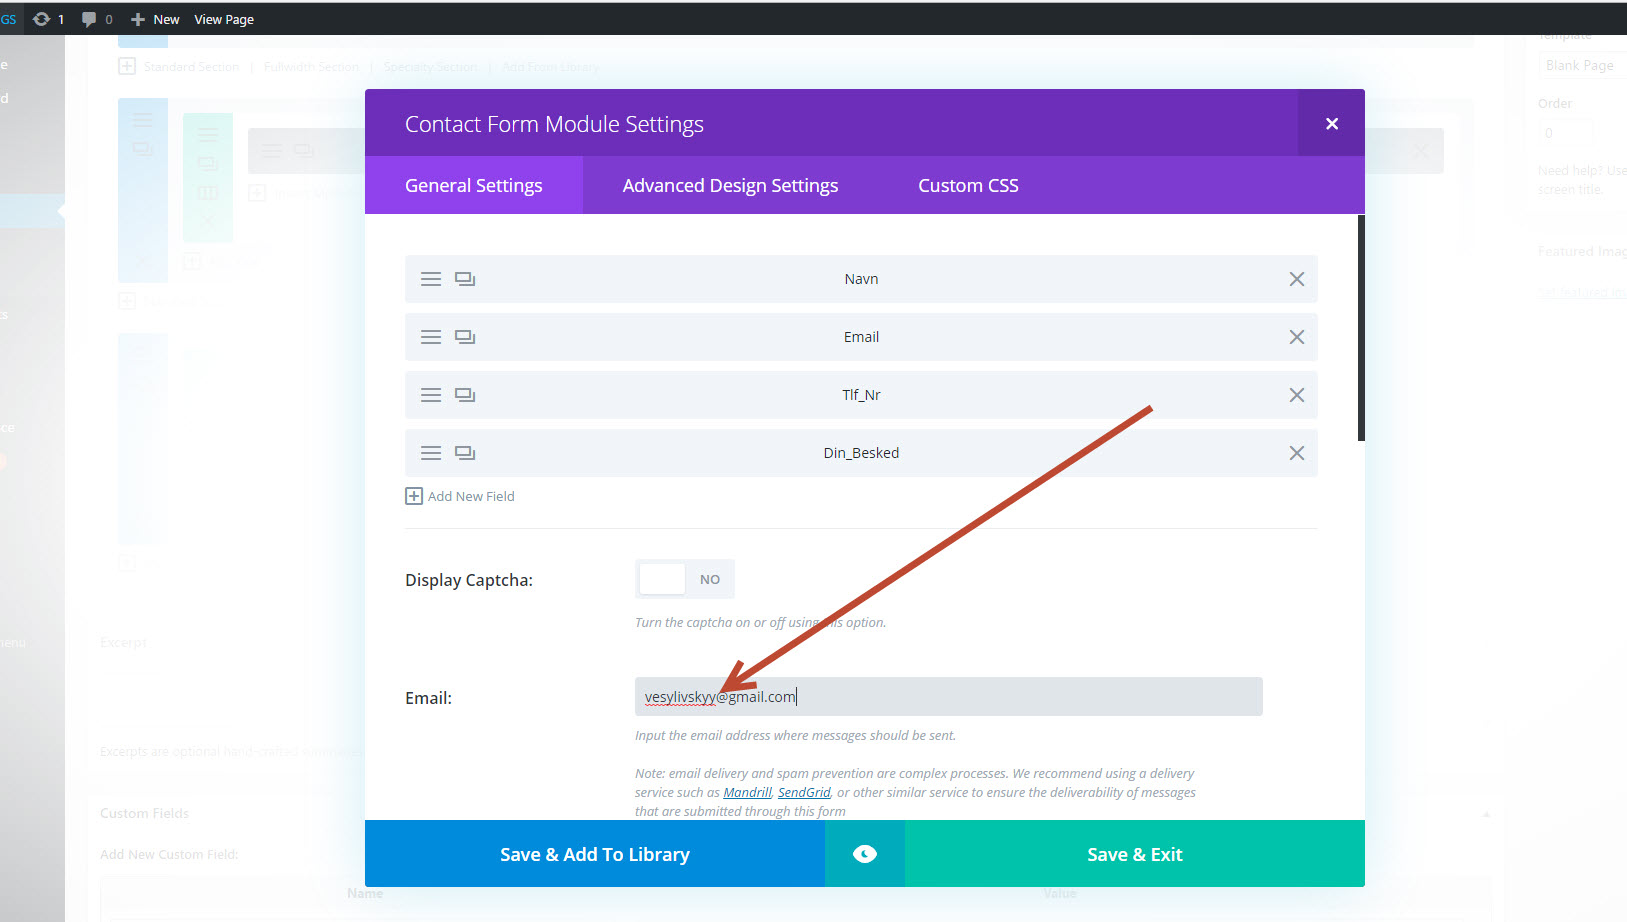 GS 1 0 New View Page
Template
Standard Section | Fullwidth Section | Specialty Section | Add From Library
Blank Page
Order
0
Need help? Use
screen title.
Featured Imag
Contact Form Module Settings
General Settings Advanced Design Settings Custom CSS
Navn
Email
Tlf_Nr
Din_Besked
Add New Field
Display Captcha: NO
Turn the captcha on or off using this option.
Email: vesylivskyy@gmail.com
Input the email address where messages should be sent.
Note: email delivery and spam prevention are complex processes. We recommend using a delivery
service such as Mandrill, SendGrid, or other similar service to ensure the deliverability of messages
that are submitted through this form
Save & Add To Library Save & Exit
enu
Excerpt
Excerpts are optional hand-crafted summaries
Custom Fields
Add New Custom Field:
Name Value